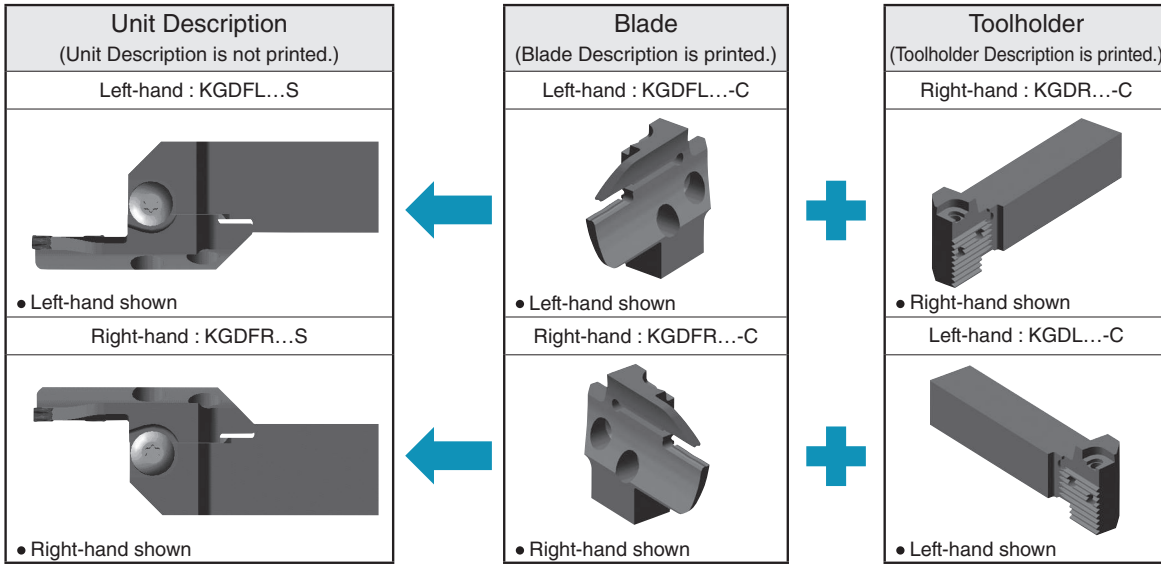 Unit Description
(Unit Description is not printed.)
Left-hand : KGDFL…S
● Left-hand shown
Right-hand : KGDFR…S
● Right-hand shown
Blade
(Blade Description is printed.)
Left-hand : KGDFL…-C
● Left-hand shown
Right-hand : KGDFR…-C
● Right-hand shown
Toolholder
(Toolholder Description is printed.)
Right-hand : KGDR…-C
● Right-hand shown
Left-hand : KGDL…-C
● Left-hand shown